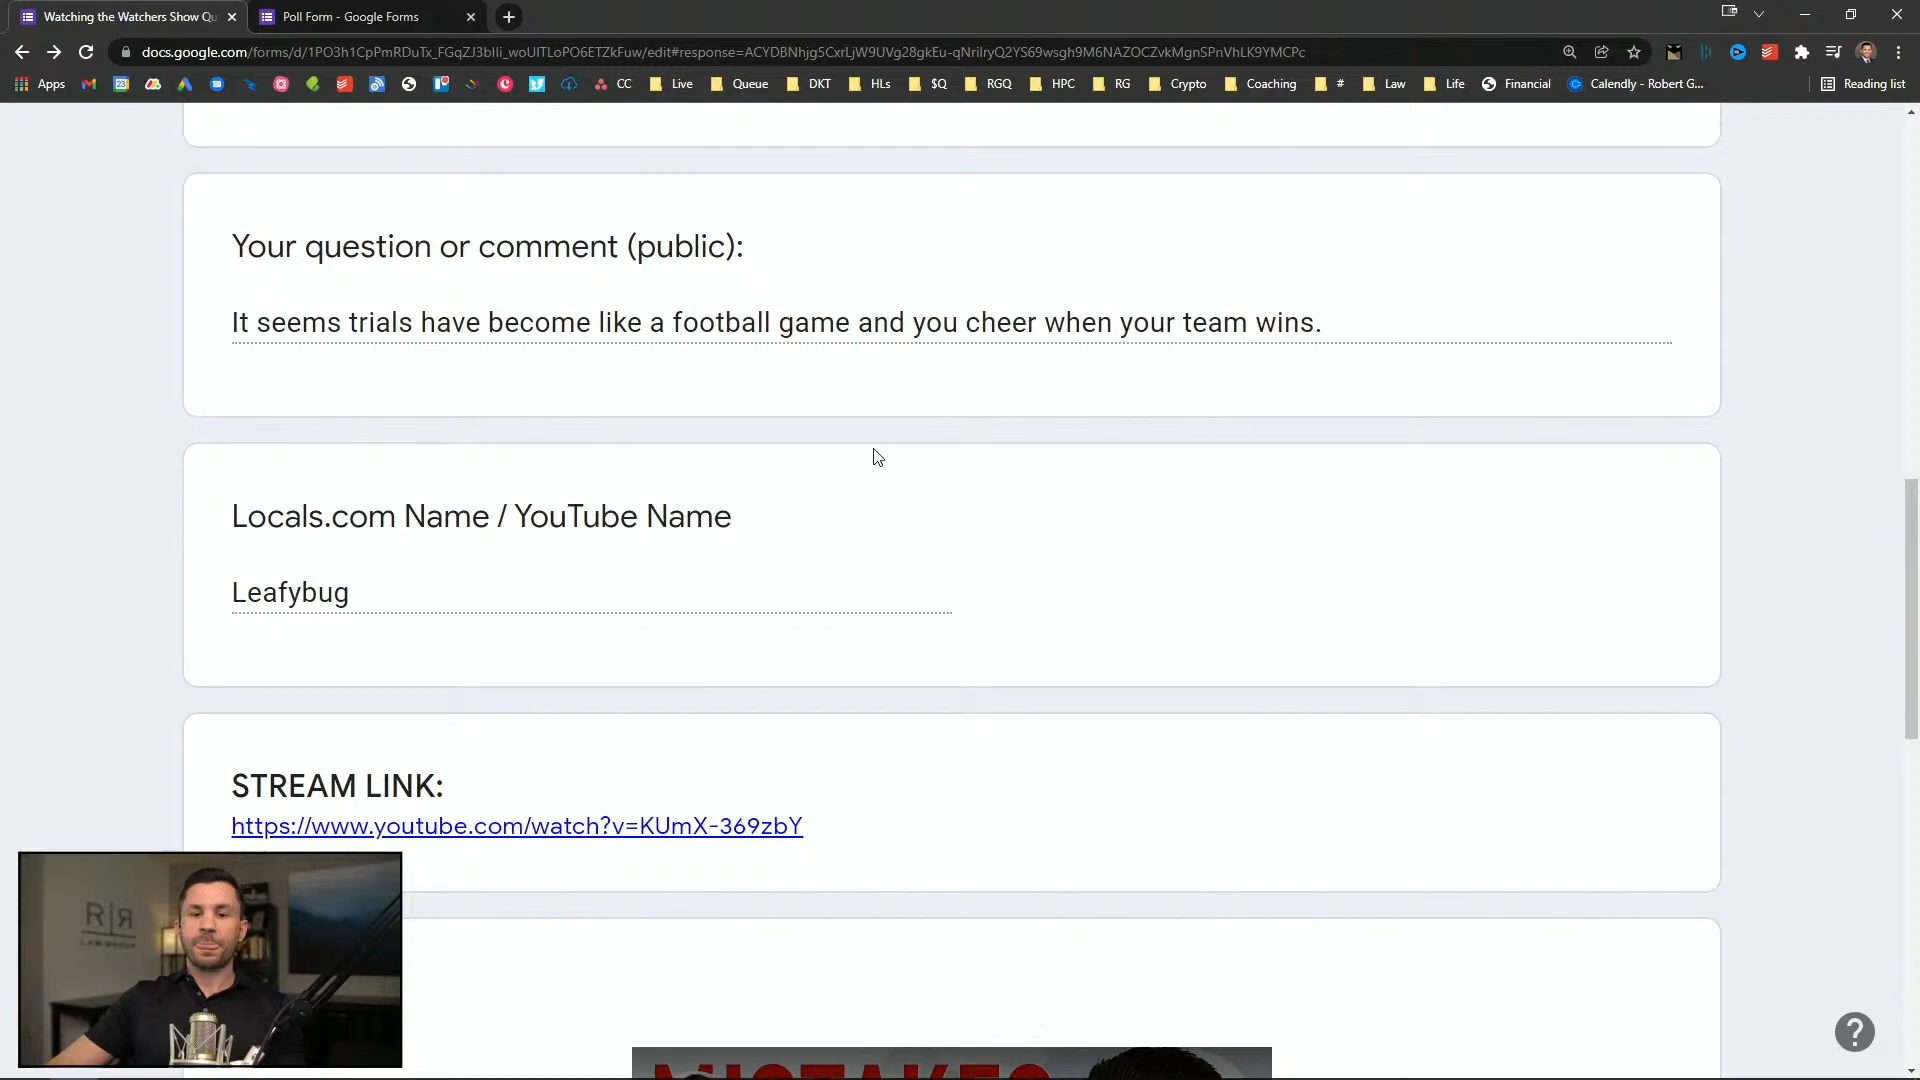 Watching the Watchers Show Qu
Poll Form - Google Forms
docs.google.com/forms/d/1PO3h1CpPmRDuTx_FGqZJ3bIIi_woUITLoPO6ETZkFuw/edit#response=ACYDBNhjg5CxrLjW9UVg28gkEu-qNrilryQ2YS69wsgh9M6NAZOCZvkMgnSPnVhLK9YMCPc
Apps CC Live Queue DKT HLs $Q RGQ HPC RG Crypto Coaching # Law Life Financial Calendly - Robert G... Reading list
Your question or comment (public):
It seems trials have become like a football game and you cheer when your team wins.
Locals.com Name / YouTube Name
Leafybug
STREAM LINK:
https://www.youtube.com/watch?v=KUmX-369zbY
R|R
LAW GROUP
MISTAKES